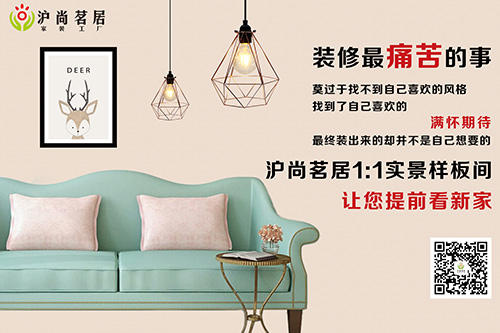 沪尚茗居
家装工厂
DEER
装修最痛苦的事
莫过于找不到自己喜欢的风格
找到了自己喜欢的
满怀期待
最终装出来的却并不是自己想要的
沪尚茗居1:1实景样板间
让您提前看新家